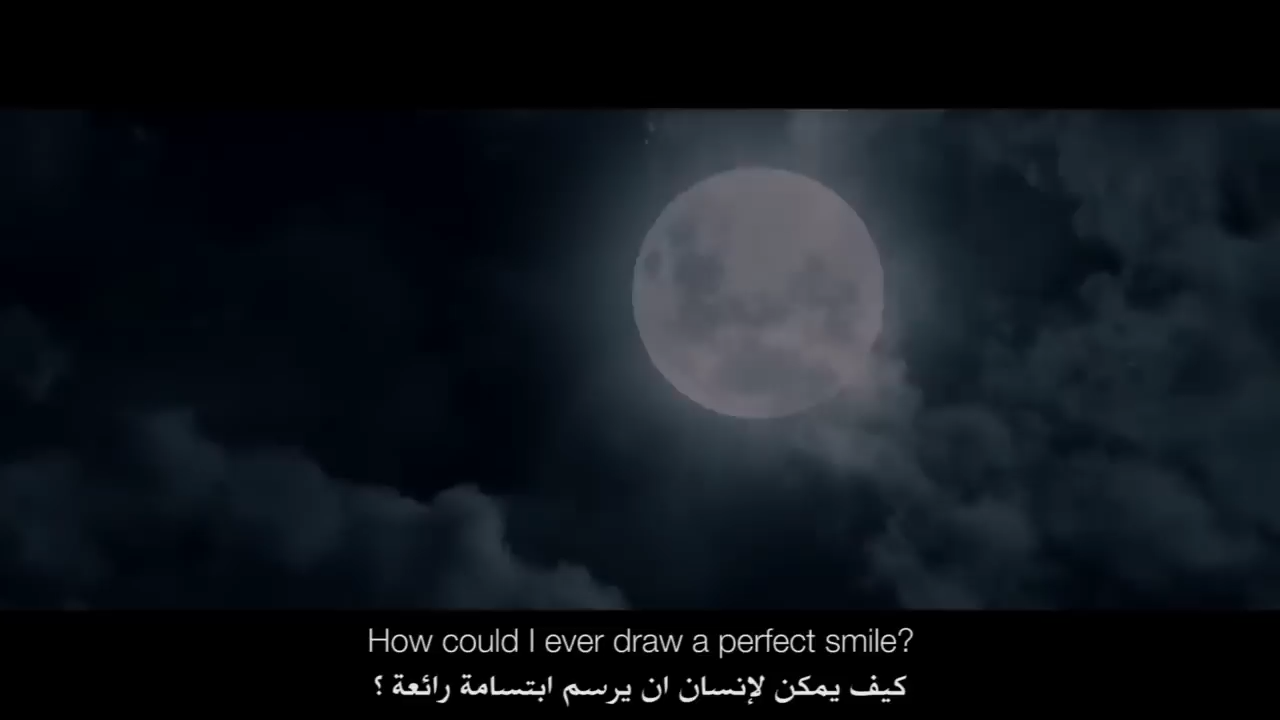 How could I ever draw a perfect smile?
كيف يمكن لإنسان ان يرسم ابتسامة رائعة ؟